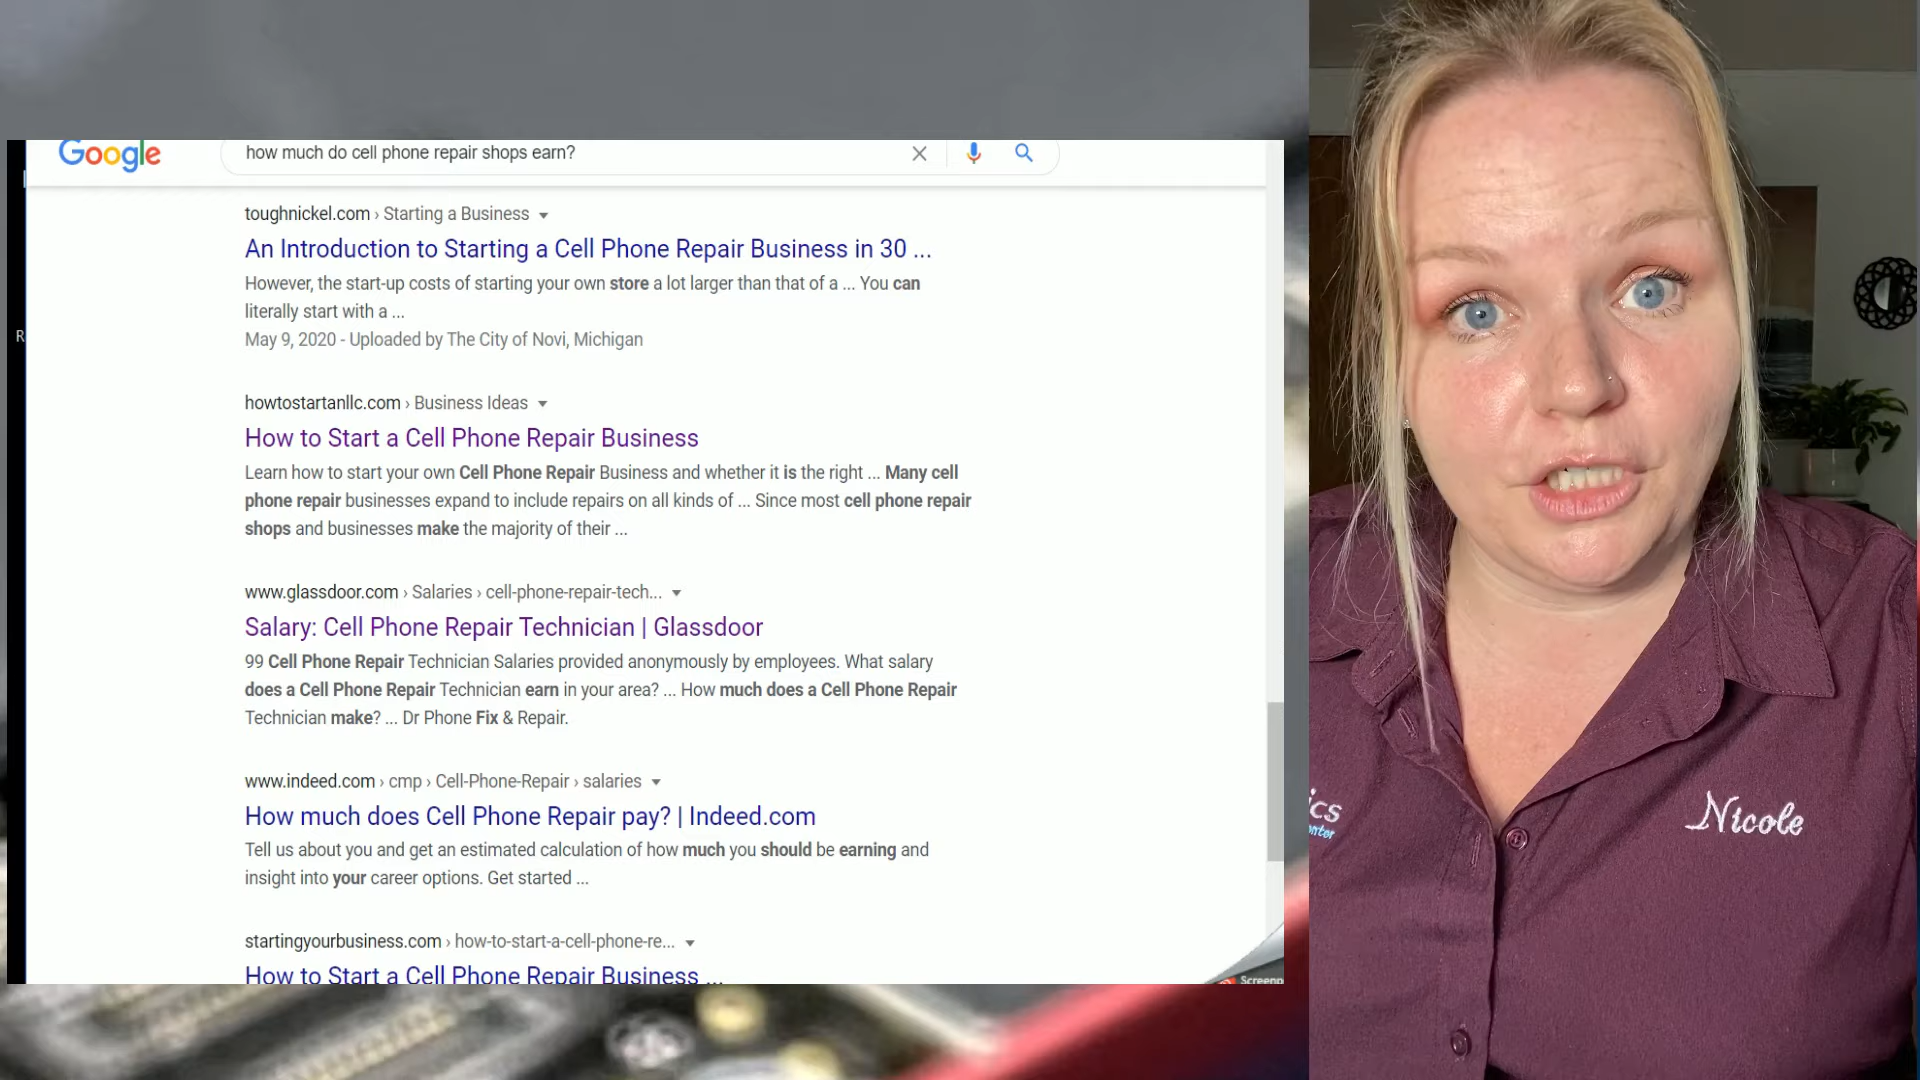 Google
how much do cell phone repair shops earn?
toughnickel.com › Starting a Business
An Introduction to Starting a Cell Phone Repair Business in 30 ...
However, the start-up costs of starting your own store a lot larger than that of a ... You can
literally start with a ...
May 9, 2020 - Uploaded by The City of Novi, Michigan
R
howtostartanllc.com › Business Ideas
How to Start a Cell Phone Repair Business
Learn how to start your own Cell Phone Repair Business and whether it is the right ... Many cell
phone repair businesses expand to include repairs on all kinds of ... Since most cell phone repair
shops and businesses make the majority of their ...
www.glassdoor.com › Salaries › cell-phone-repair-tech...
Salary: Cell Phone Repair Technician | Glassdoor
99 Cell Phone Repair Technician Salaries provided anonymously by employees. What salary
does a Cell Phone Repair Technician earn in your area? ... How much does a Cell Phone Repair
Technician make? ... Dr Phone Fix & Repair.
www.indeed.com › cmp › Cell-Phone-Repair › salaries
How much does Cell Phone Repair pay? | Indeed.com
Tell us about you and get an estimated calculation of how much you should be earning and
insight into your career options. Get started ...
startingyourbusiness.com › how-to-start-a-cell-phone-re...
How to Start a Cell Phone Repair Business ...
Screenp
ics
nter
Nicole